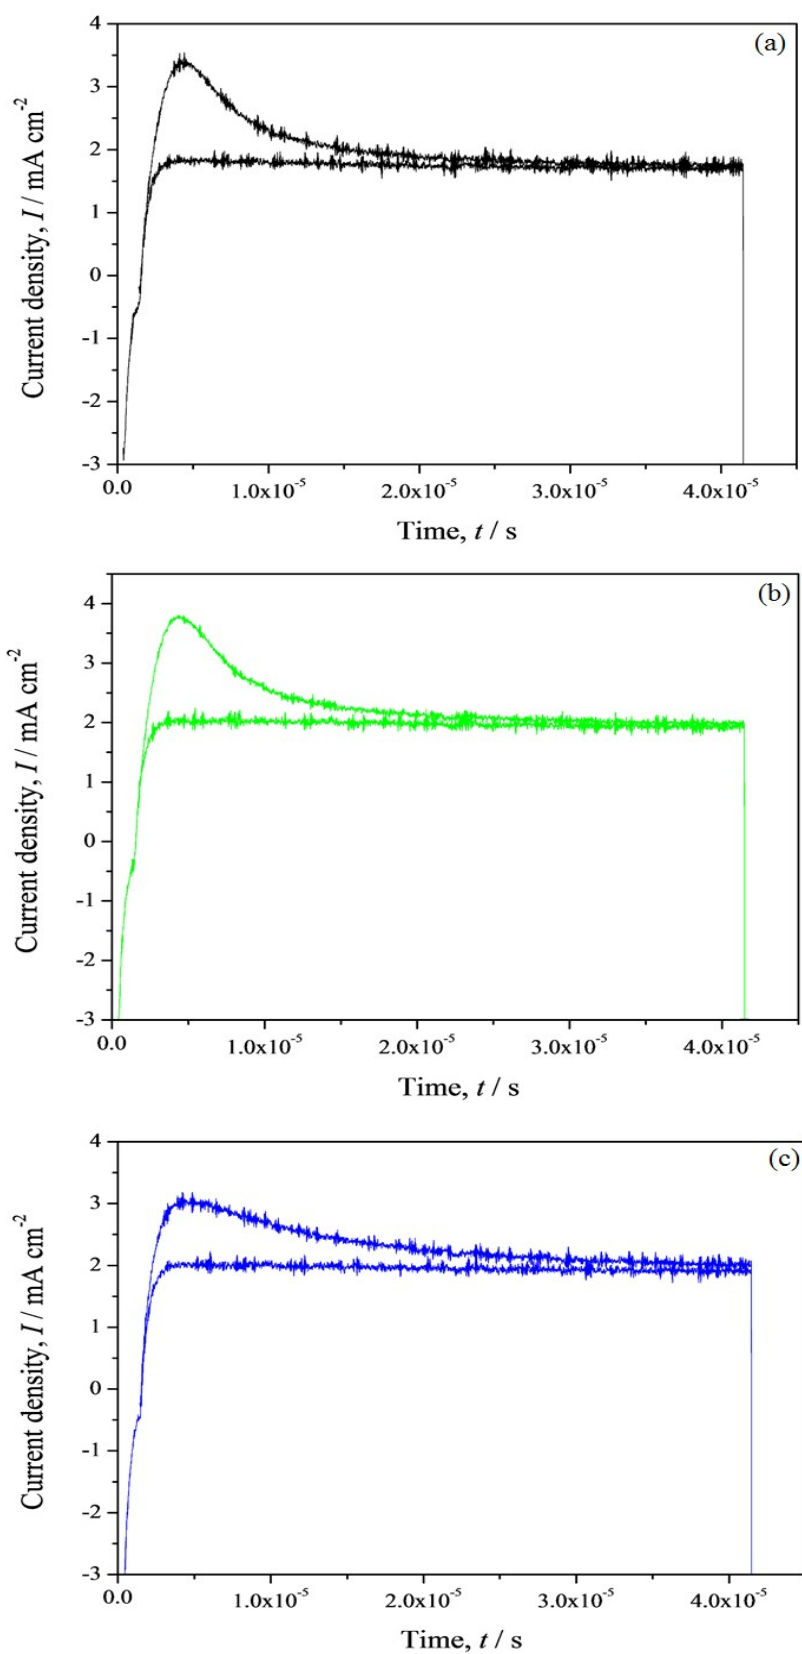 (a)
4
3
2
1
0
-1
-2
-3
Current density, I / mA cm⁻²
0.0 1.0x10⁻⁵ 2.0x10⁻⁵ 3.0x10⁻⁵ 4.0x10⁻⁵
Time, t / s
(b)
4
3
2
1
0
-1
-2
-3
Current density, I / mA cm⁻²
0.0 1.0x10⁻⁵ 2.0x10⁻⁵ 3.0x10⁻⁵ 4.0x10⁻⁵
Time, t / s
(c)
4
3
2
1
0
-1
-2
-3
Current density, I / mA cm⁻²
0.0 1.0x10⁻⁵ 2.0x10⁻⁵ 3.0x10⁻⁵ 4.0x10⁻⁵
Time, t / s